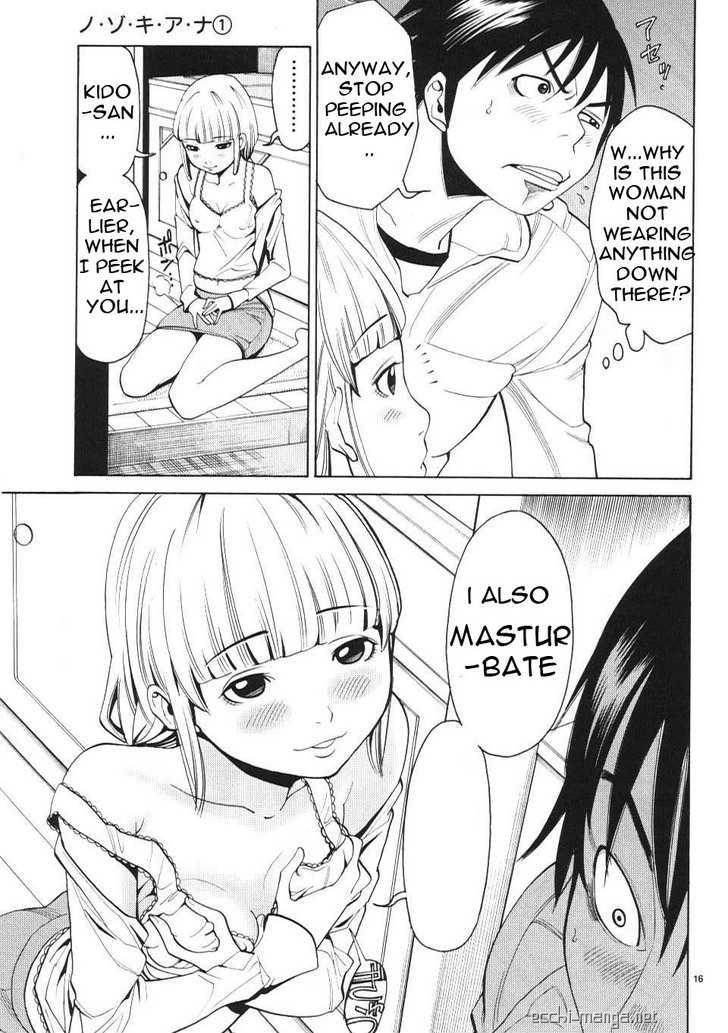 ノ・ゾ・キ・ア・ナ①
アセッ
ANYWAY,
STOP
PEEPING
ALREADY
..
W...WHY
IS THIS
WOMAN
NOT
WEARING
ANYTHING
DOWN
THERE!?
.........
KIDO
-SAN
...
EAR-
LIER,
WHEN
I PEEK
AT
YOU...
I ALSO
MASTUR
-BATE
16
ecchi-manga.net